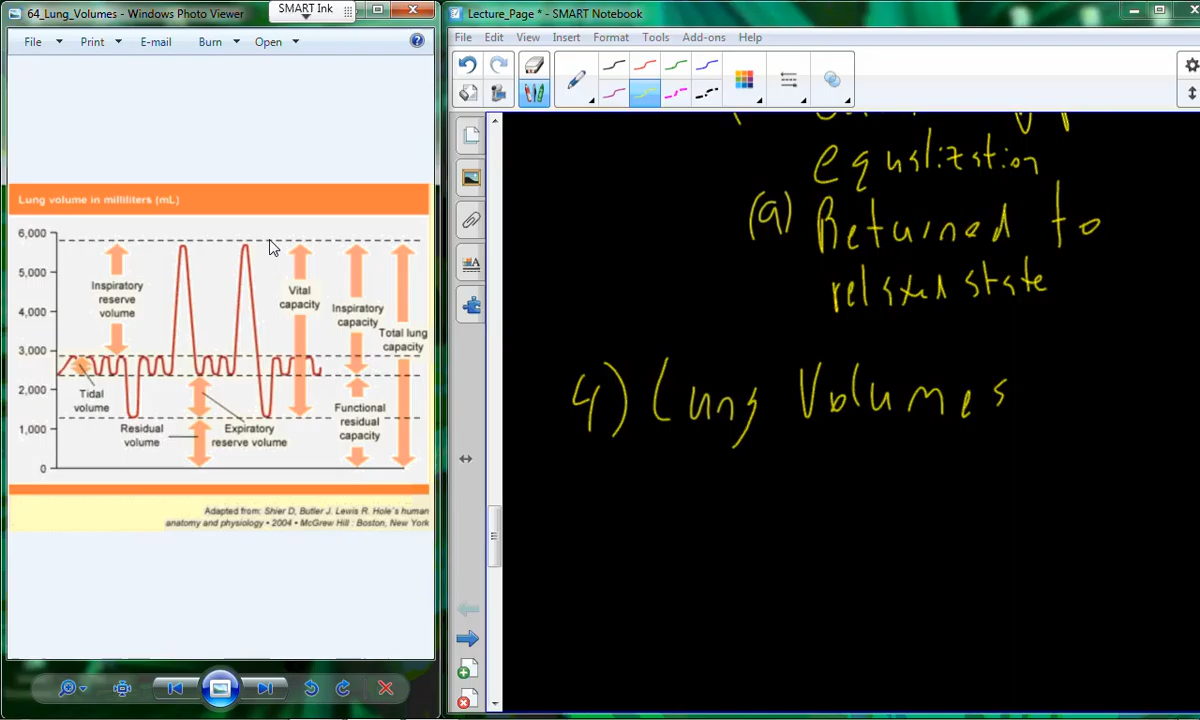 64_Lung_Volumes - Windows Photo Viewer
SMART Ink
File
Print
E-mail
Burn
Open
Lung volume in milliliters (mL)
6,000
5,000
4,000
3,000
2,000
1,000
0
Inspiratory
reserve
volume
Vital
capacity
Inspiratory
capacity
Total lung
capacity
Tidal
volume
Residual
volume
Expiratory
reserve volume
Functional
residual
capacity
Adapted from: Shier D, Butler J. Lewis R. Hole's human
anatomy and physiology • 2004 • McGrew Hill : Boston, New York
Lecture_Page * - SMART Notebook
File Edit View Insert Format Tools Add-ons Help
equalization
(a) Returned to
relaxed state
4) Lung Volumes